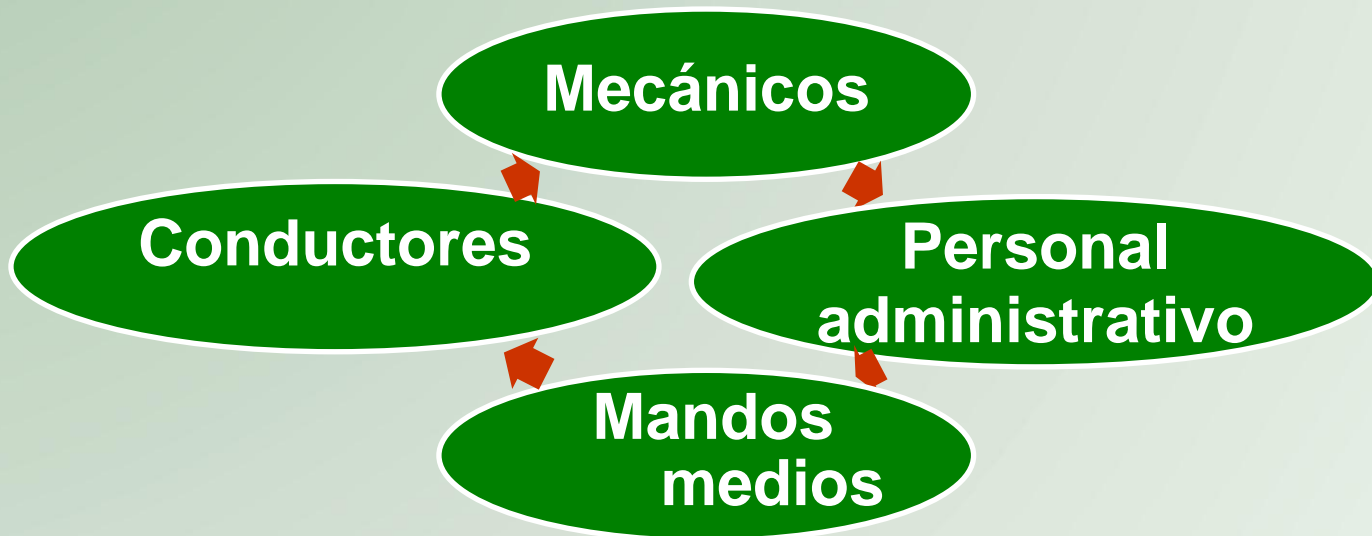 Mecánicos
Conductores
Personal
administrativo
Mandos
medios